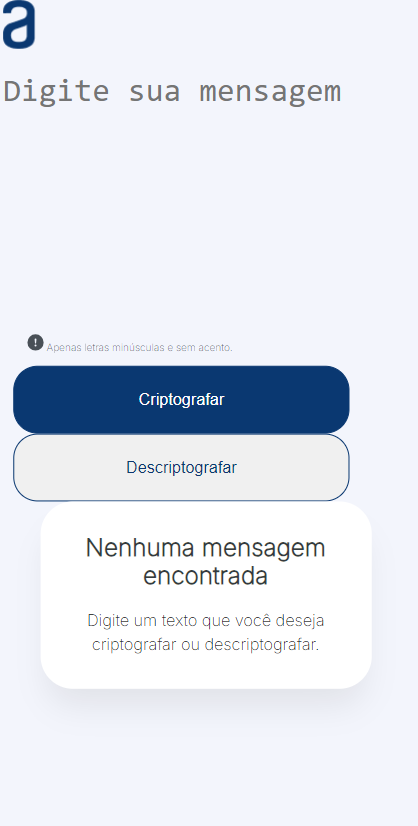 a
Digite sua mensagem
! Apenas letras minúsculas e sem acento.
Criptografar
Descriptografar
Nenhuma mensagem
encontrada
Digite um texto que você deseja
criptografar ou descriptografar.